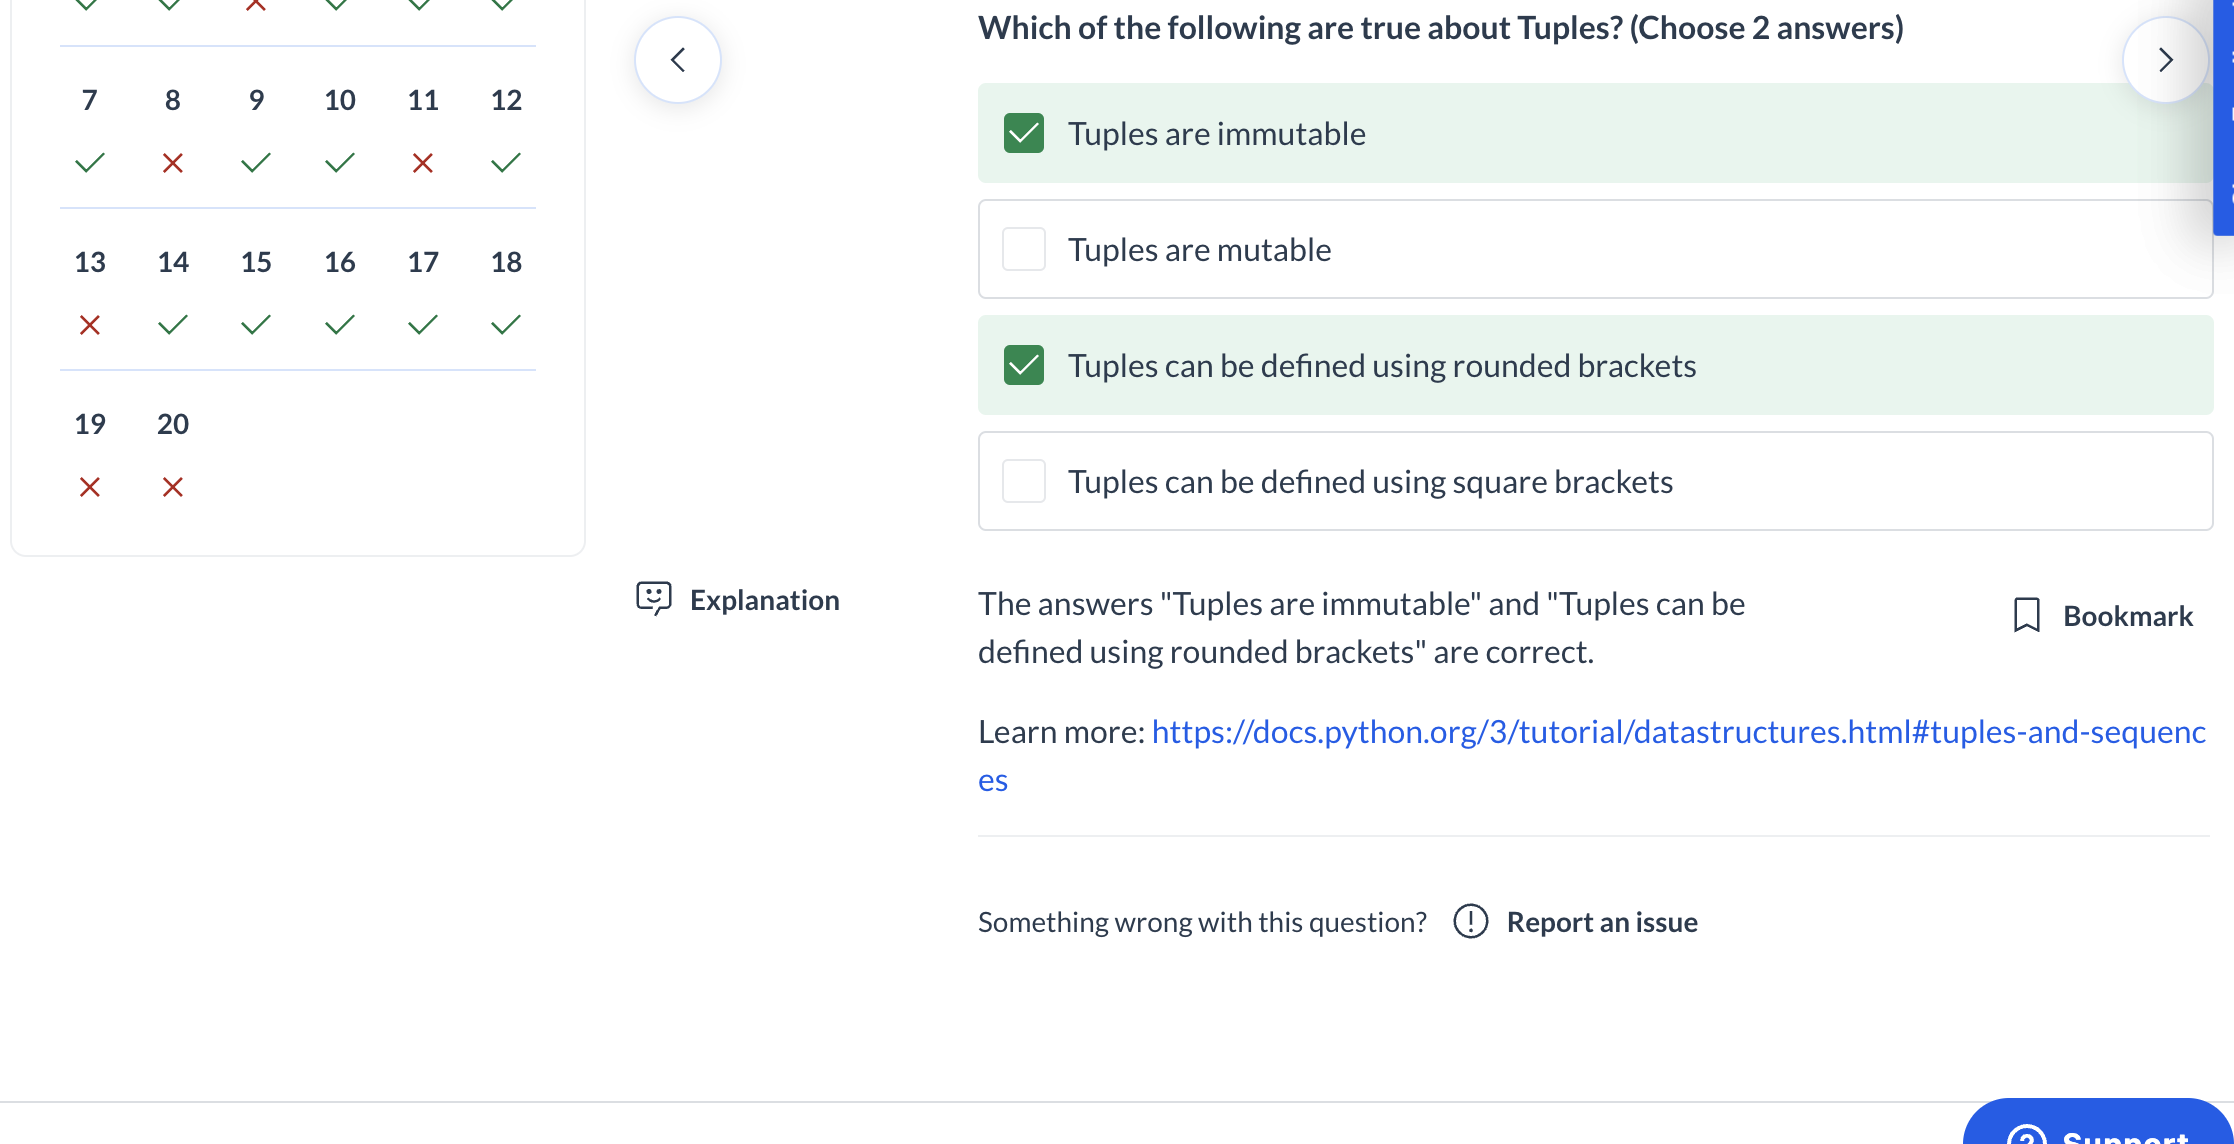 7 8 9 10 11 12
13 14 15 16 17 18
19 20
Which of the following are true about Tuples? (Choose 2 answers)
Tuples are immutable
Tuples are mutable
Tuples can be defined using rounded brackets
Tuples can be defined using square brackets
Explanation
The answers "Tuples are immutable" and "Tuples can be
defined using rounded brackets" are correct.
Bookmark
Learn more: https://docs.python.org/3/tutorial/datastructures.html#tuples-and-sequenc
es
Something wrong with this question? Report an issue
Support